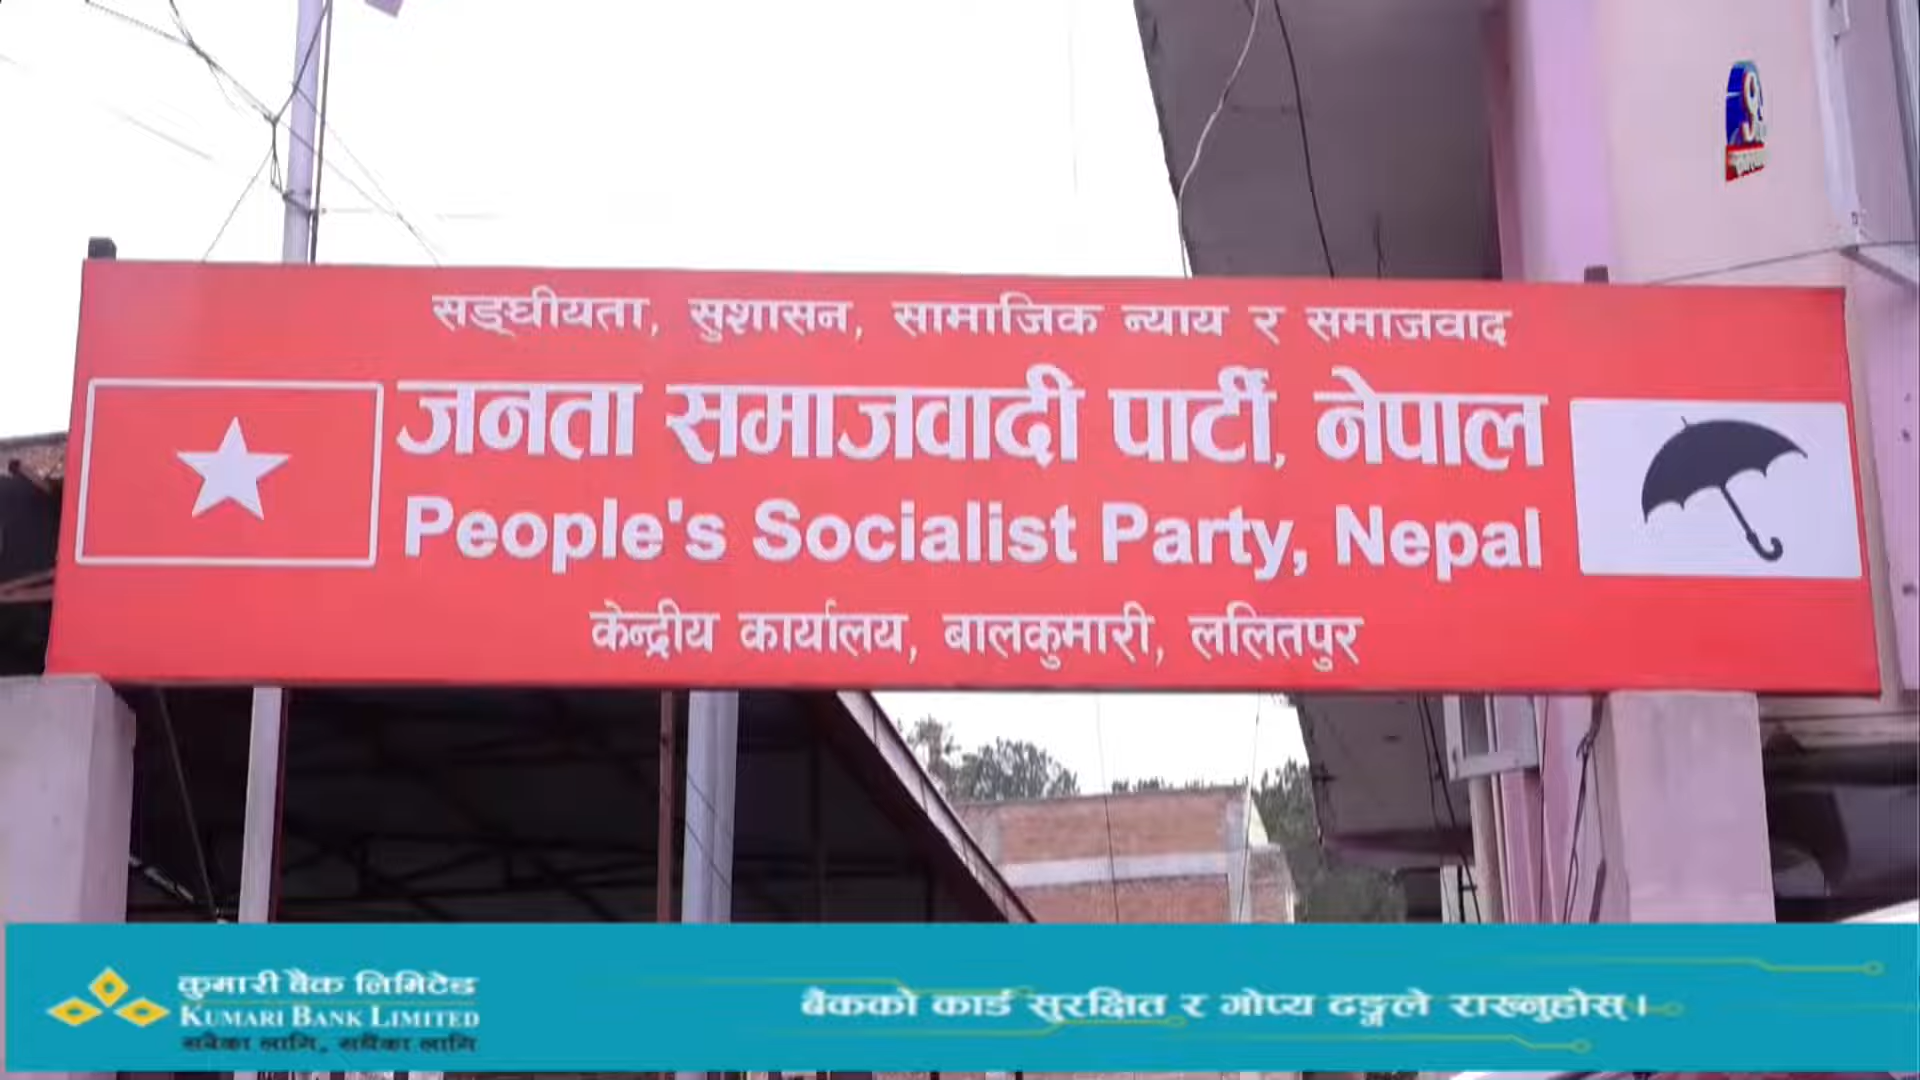 सङ्घीयता, सुशासन, सामाजिक न्याय र समाजवाद
जनता समाजवादी पार्टी, नेपाल
People's Socialist Party, Nepal
केन्द्रीय कार्यालय, बालकुमारी, ललितपुर
कुमारी बैंक लिमिटेड
KUMARI BANK LIMITED
सबैका लागि, सधैंका लागि
बैंकको कार्ड सुरक्षित र गोप्य ढङ्गले राख्नुहोस् ।